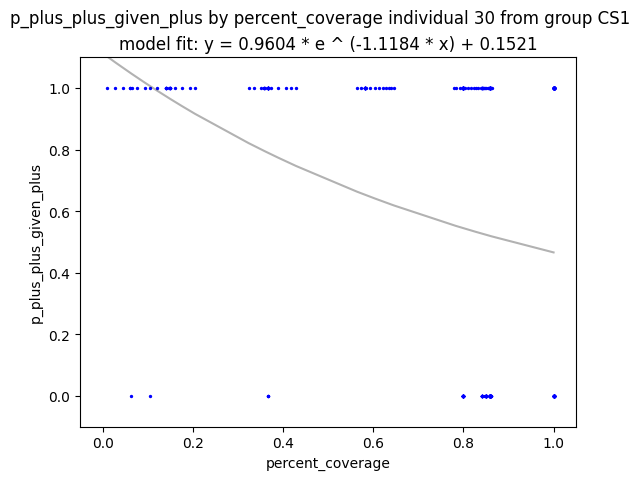 p_plus_plus_given_plus by percent_coverage individual 30 from group CS1
model fit: y = 0.9604 * e ^ (-1.1184 * x) + 0.1521
1.0
0.8
0.6
0.4
0.2
0.0
p_plus_plus_given_plus
0.0 0.2 0.4 0.6 0.8 1.0
percent_coverage